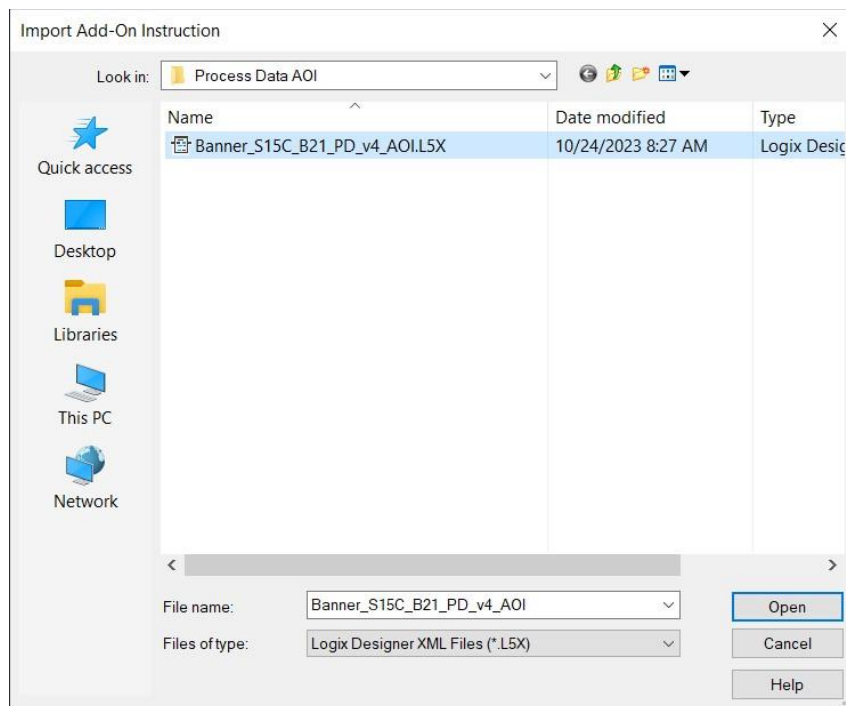 Import Add-On Instruction
Look in: Process Data AOI
Name Date modified Type
Banner_S15C_B21_PD_v4_AOI.L5X 10/24/2023 8:27 AM Logix Desig
Quick access
Desktop
Libraries
This PC
Network
File name: Banner_S15C_B21_PD_v4_AOI Open
Files of type: Logix Designer XML Files (*.L5X) Cancel
Help